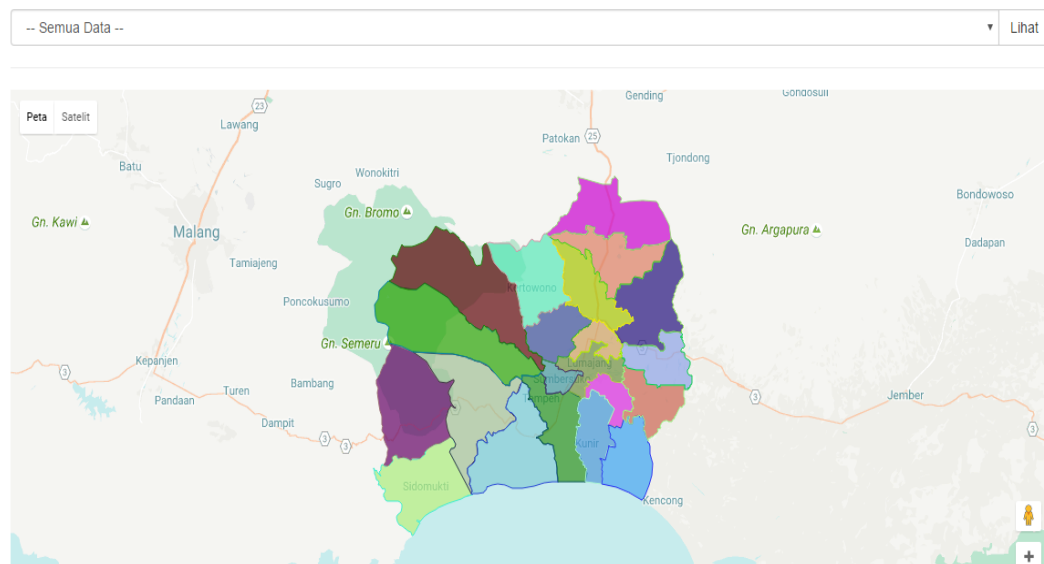 -- Semua Data --
Lihat
Peta
Satelit
23
Lawang
Batu
Gn. Kawi
Malang
Tamiajeng
Poncokusumo
Sugro
Wonokitri
Gn. Bromo
Gn. Semeru
Gending
Gondosuli
Patokan
25
Tjondong
Gn. Argapura
Bondowoso
Dadapan
Kertowono
Lumajang
Tempen
Kunir
Sidomukti
Kencong
Kepanjen
3
Pandaan
Turen
Bambang
Dampit
3
3
3
Jember
3
+